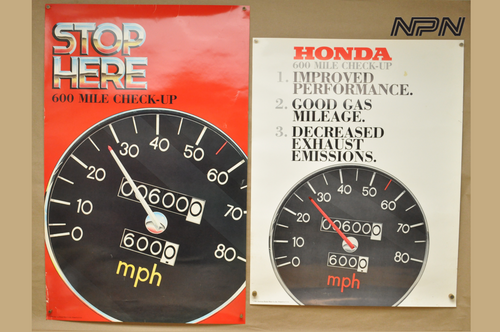 STOP
HERE
600 MILE CHECK-UP
0 10 20 30 40 50 60 70 80
006000
6000
mph
NPN
HONDA
600 MILE CHECK-UP
1. IMPROVED
PERFORMANCE.
2. GOOD GAS
MILEAGE.
3. DECREASED
EXHAUST
EMISSIONS.
0 10 20 30 40 50 60 70 80
006000
6000
mph